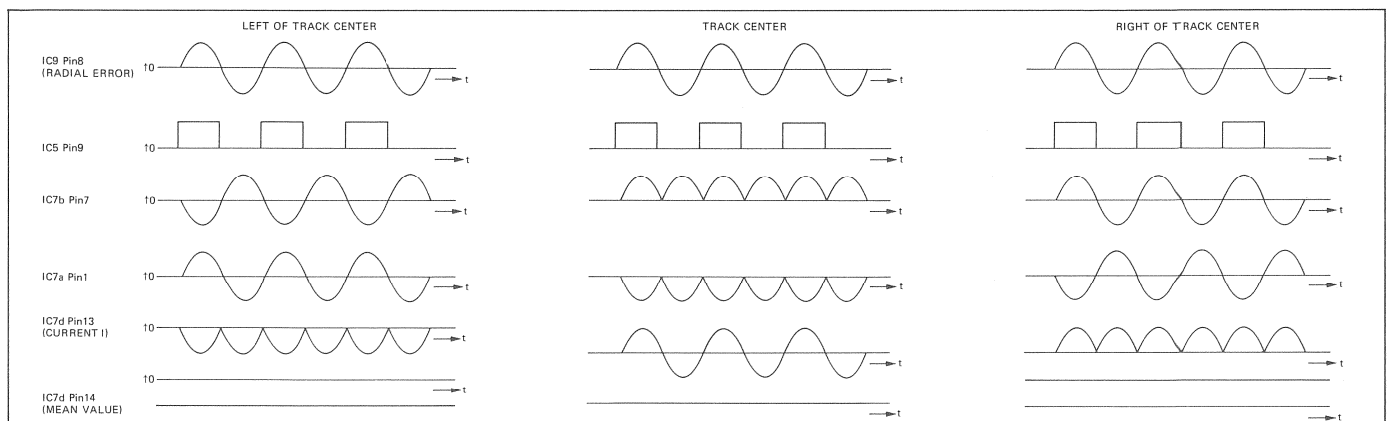 LEFT OF TRACK CENTER
TRACK CENTER
RIGHT OF TRACK CENTER
IC9 Pin8
(RADIAL ERROR)
↑0
t
t
t
IC5 Pin9
↑0
t
t
t
IC7b Pin7
↑0
t
t
t
IC7a Pin1
↑0
t
t
t
IC7d Pin13
(CURRENT I)
↑0
t
t
t
IC7d Pin14
(MEAN VALUE)
↑0
t
t
t